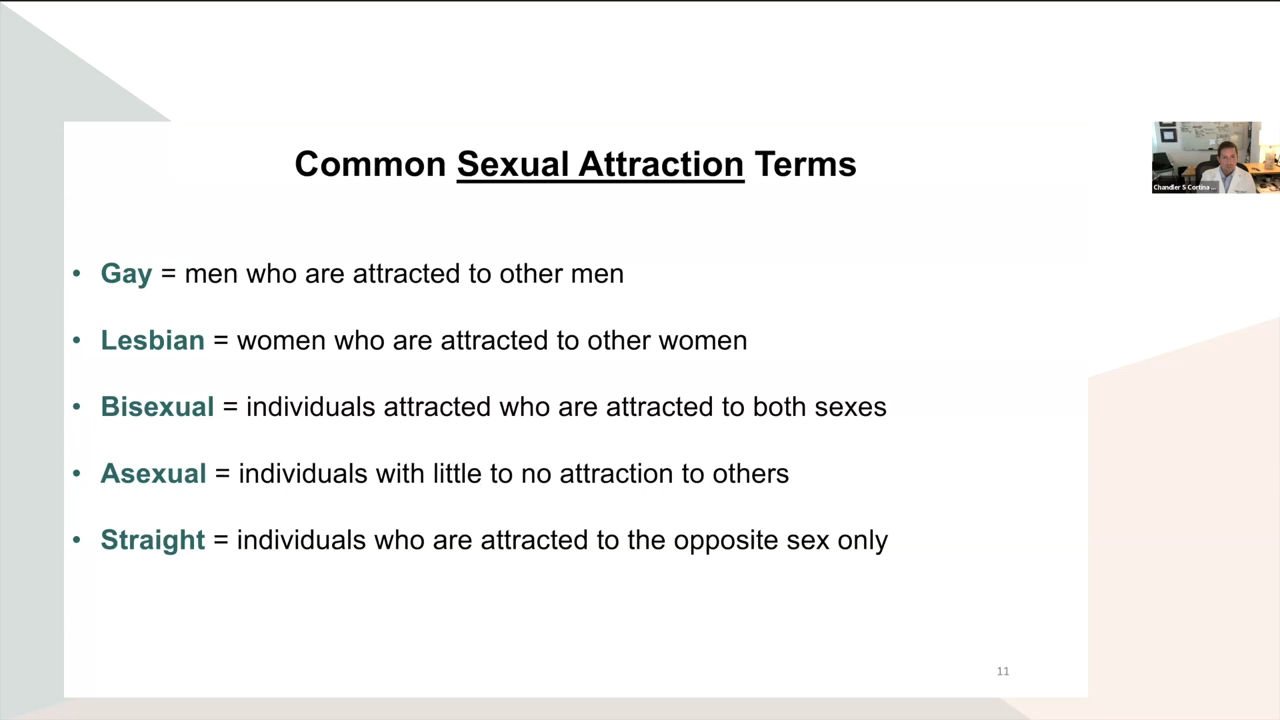 Common Sexual Attraction Terms
Chandler S Cortina ...
• Gay = men who are attracted to other men
• Lesbian = women who are attracted to other women
• Bisexual = individuals attracted who are attracted to both sexes
• Asexual = individuals with little to no attraction to others
• Straight = individuals who are attracted to the opposite sex only
11